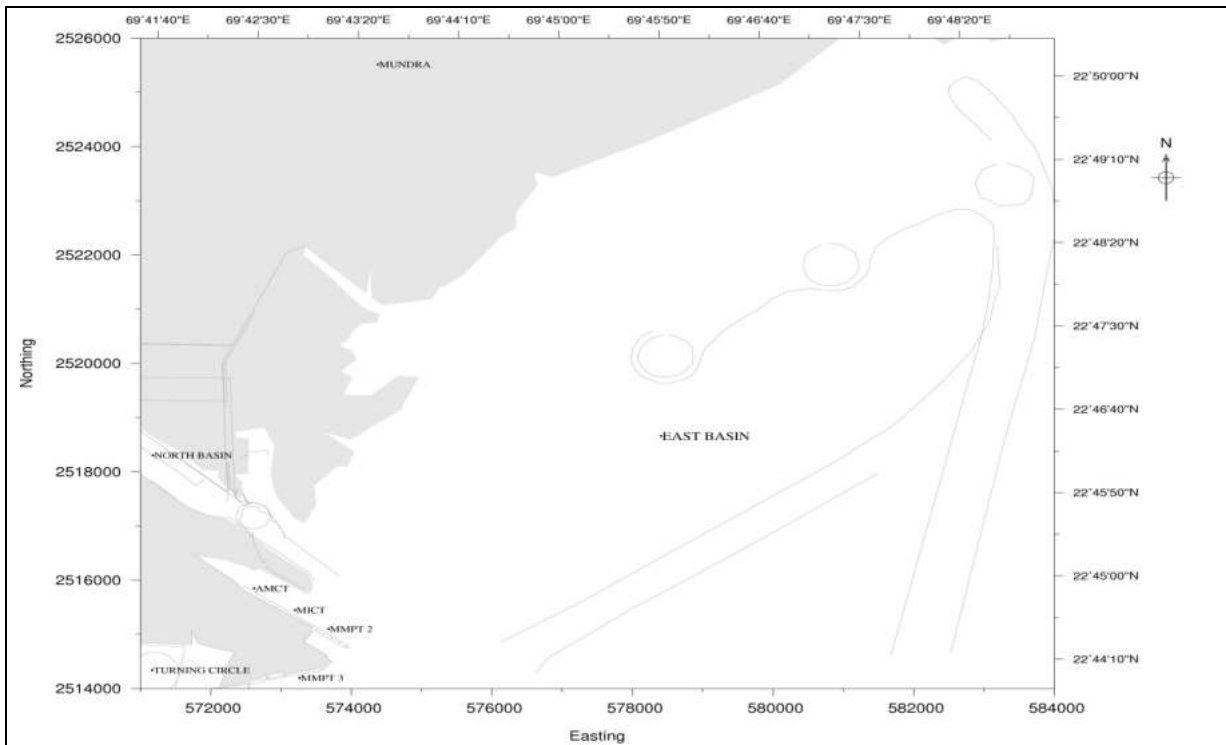 69°41'40"E 69°42'30"E 69°43'20"E 69°44'10"E 69°45'00"E 69°45'50"E 69°46'40"E 69°47'30"E 69°48'20"E
2526000
MUNDRA
22°50'00"N
2524000
22°49'10"N
N
2522000
22°48'20"N
22°47'30"N
2520000
Northing
22°46'40"N
EAST BASIN
NORTH BASIN
2518000
22°45'50"N
2516000
22°45'00"N
AMCT
MICT
MMPT 2
TURNING CIRCLE
22°44'10"N
MMPT 3
2514000
572000 574000 576000 578000 580000 582000 584000
Easting